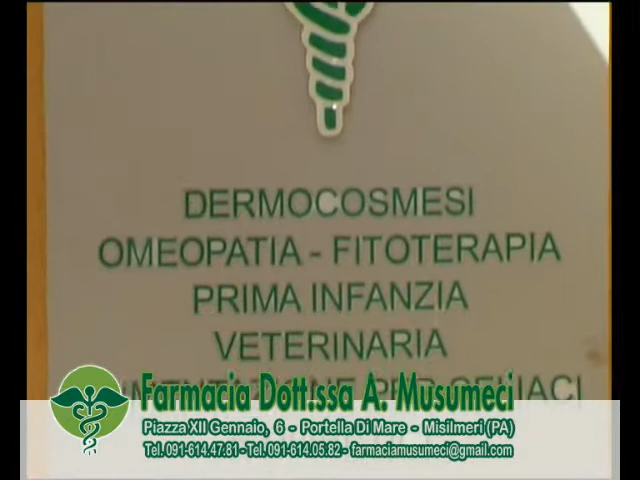 DERMOCOSMESI
OMEOPATIA - FITOTERAPIA
PRIMA INFANZIA
VETERINARIA
Farmacia Dott.ssa A. Musumeci
Piazza XII Gennaio, 6 - Portella Di Mare - Misilmeri (PA)
Tel. 091-614.47.81 - Tel. 091-614.05.82 - farmaciamusumeci@gmail.com